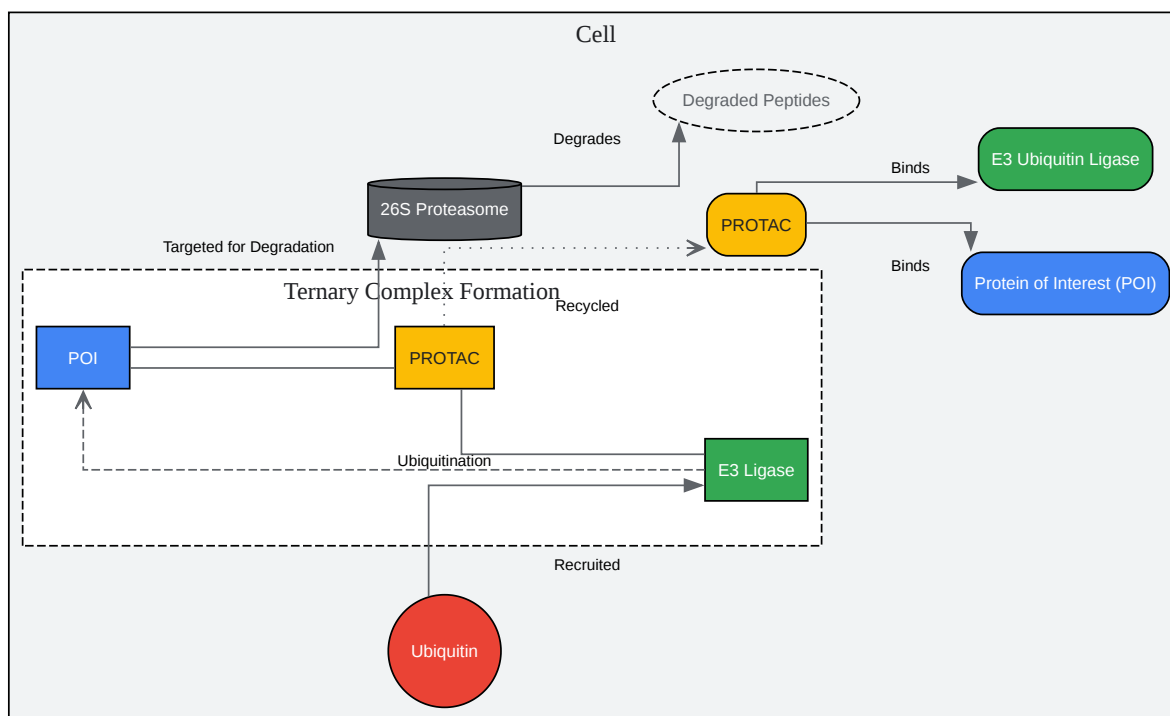 Cell
Degraded Peptides
Degrades
E3 Ubiquitin Ligase
Binds
26S Proteasome
PROTAC
Targeted for Degradation
Binds
Protein of Interest (POI)
Ternary Complex Formation
Recycled
POI
PROTAC
Ubiquitination
E3 Ligase
Recruited
Ubiquitin